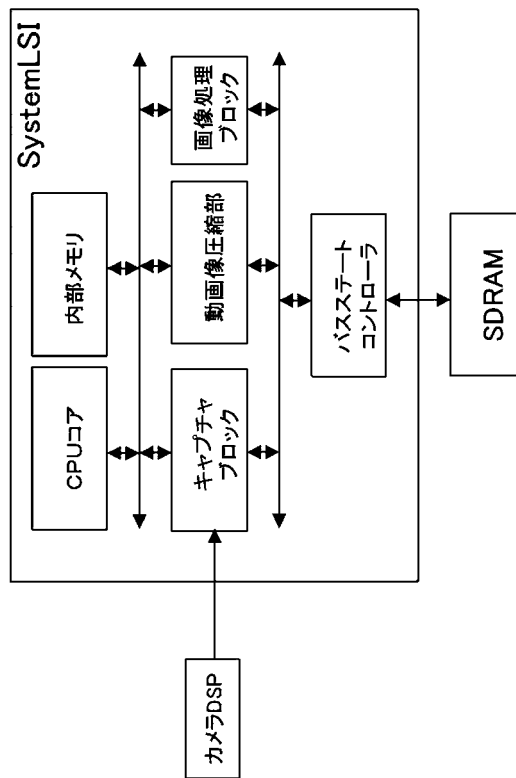 SystemLSI
CPUコア
内部メモリ
キャプチャ
ブロック
動画像圧縮部
画像処理
ブロック
バスステート
コントローラ
カメラDSP
SDRAM